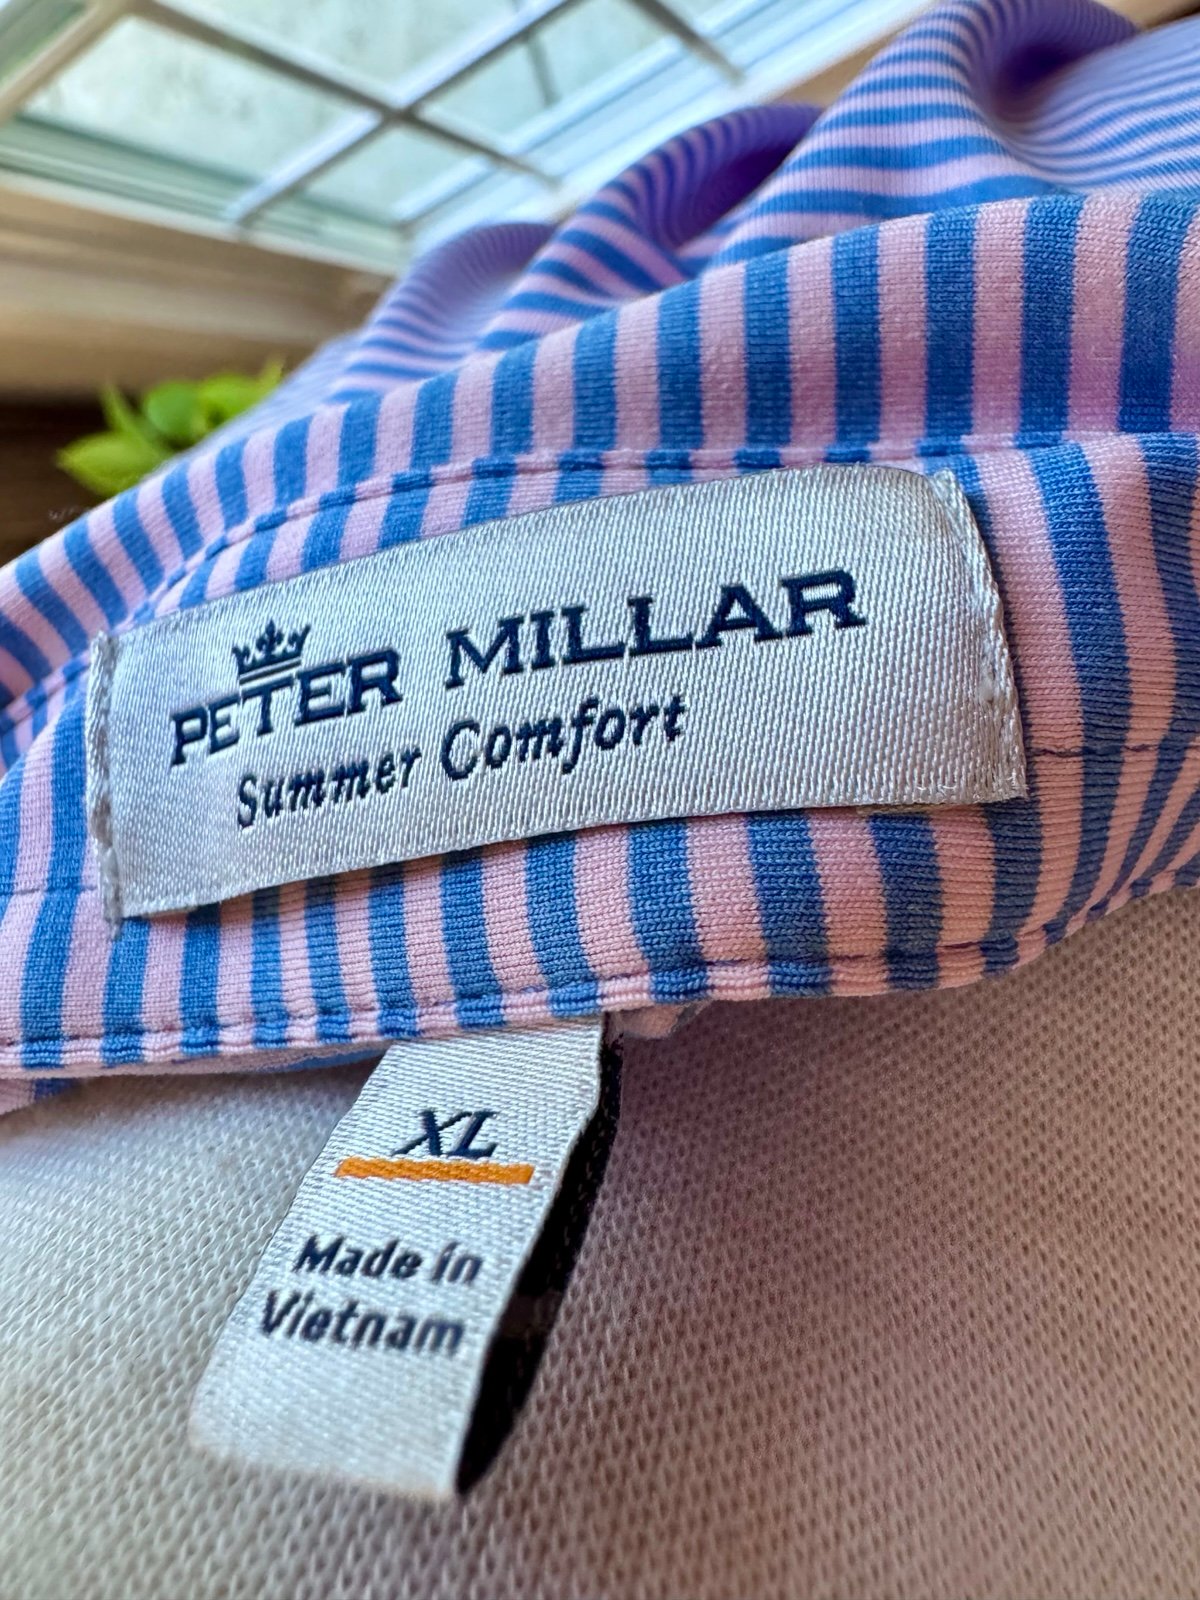 PETER MILLAR
Summer Comfort
XL
Made in
Vietnam